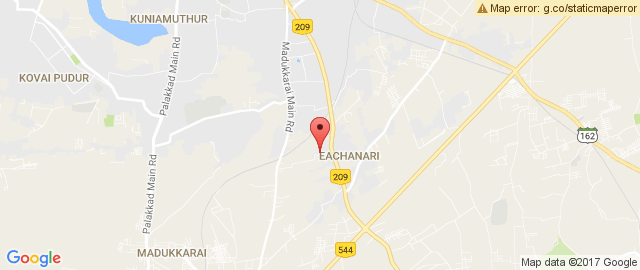 Map error: g.co/staticmaperror
KUNIAMUTHUR
209
KOVAI PUDUR
Palakkad Main Rd
Madukkarai Main Rd
162
EACHANARI
Palakkad Main Rd
209
MADUKKARAI
544
Google
Map data ©2017 Google